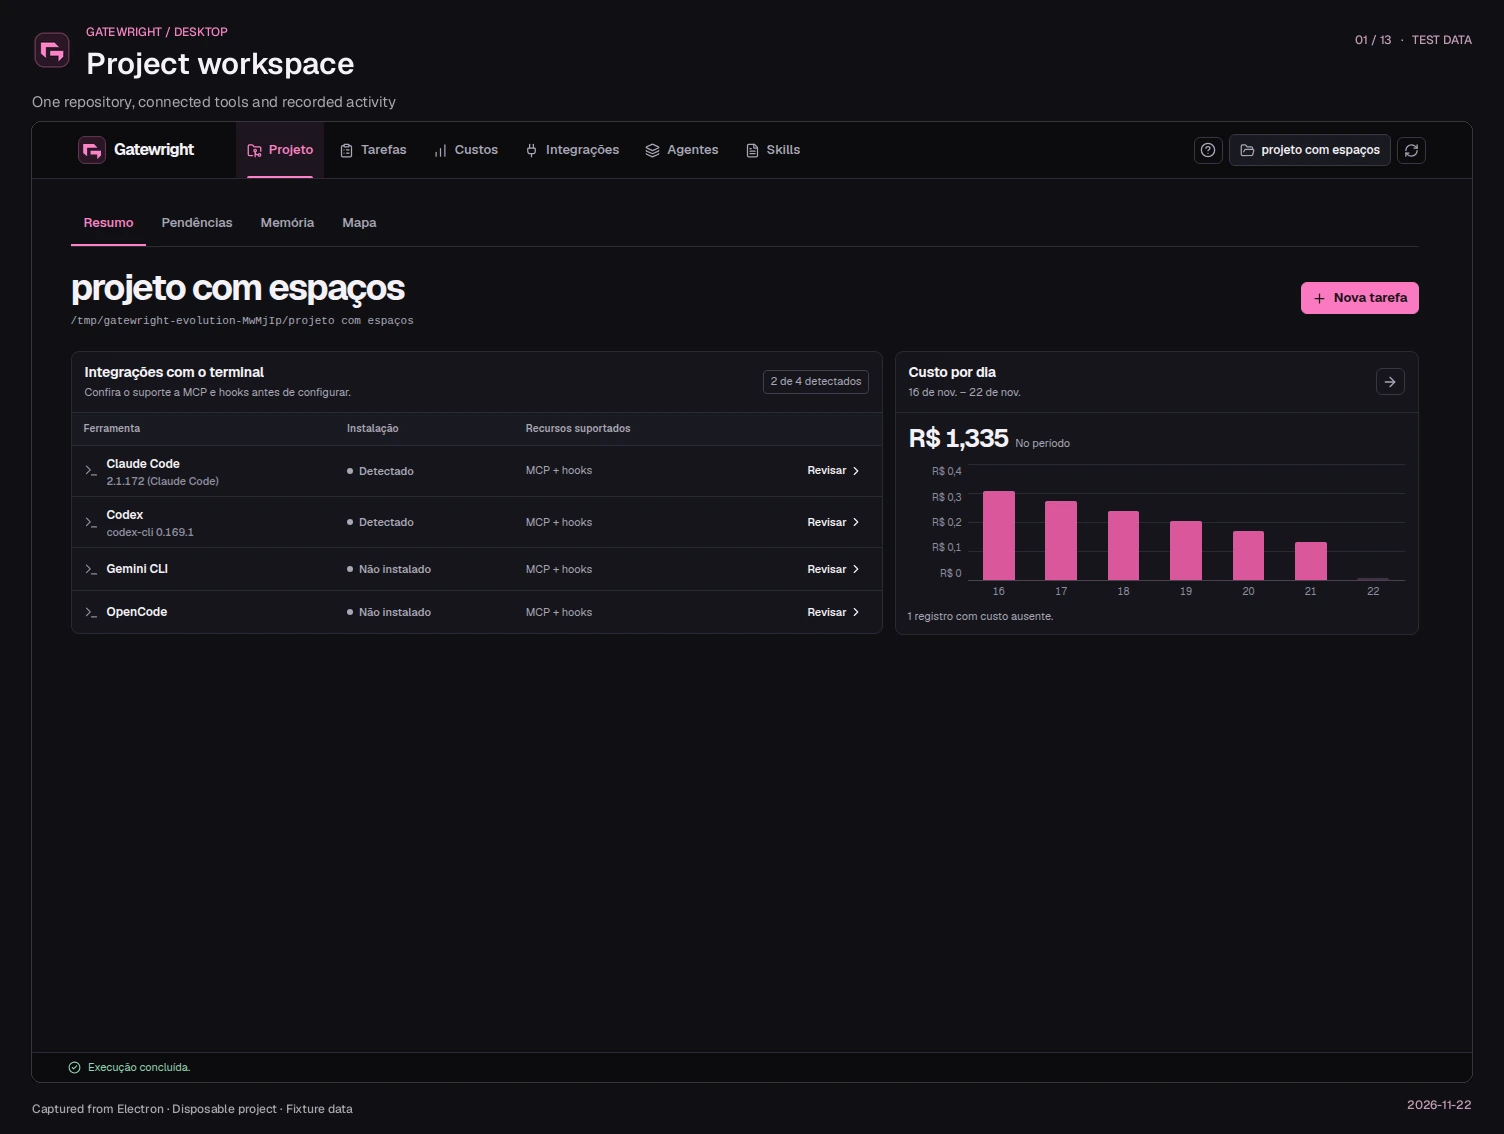 GATEWRIGHT / DESKTOP
Project workspace
01 / 13 · TEST DATA
One repository, connected tools and recorded activity
Gatewright
Projeto
Tarefas
Custos
Integrações
Agentes
Skills
projeto com espaços
Resumo
Pendências
Memória
Mapa
projeto com espaços
/tmp/gatewright-evolution-MwMjIp/projeto com espaços
Nova tarefa
Integrações com o terminal
Confira o suporte a MCP e hooks antes de configurar.
2 de 4 detectados
Ferramenta Instalação Recursos suportados
Claude Code
2.1.172 (Claude Code)
Detectado
MCP + hooks
Revisar
Codex
codex-cli 0.169.1
Detectado
MCP + hooks
Revisar
Gemini CLI
Não instalado
MCP + hooks
Revisar
OpenCode
Não instalado
MCP + hooks
Revisar
Custo por dia
16 de nov. – 22 de nov.
R$ 1,335 No período
R$ 0,4
R$ 0,3
R$ 0,2
R$ 0,1
R$ 0
16 17 18 19 20 21 22
1 registro com custo ausente.
Execução concluída.
Captured from Electron · Disposable project · Fixture data
2026-11-22